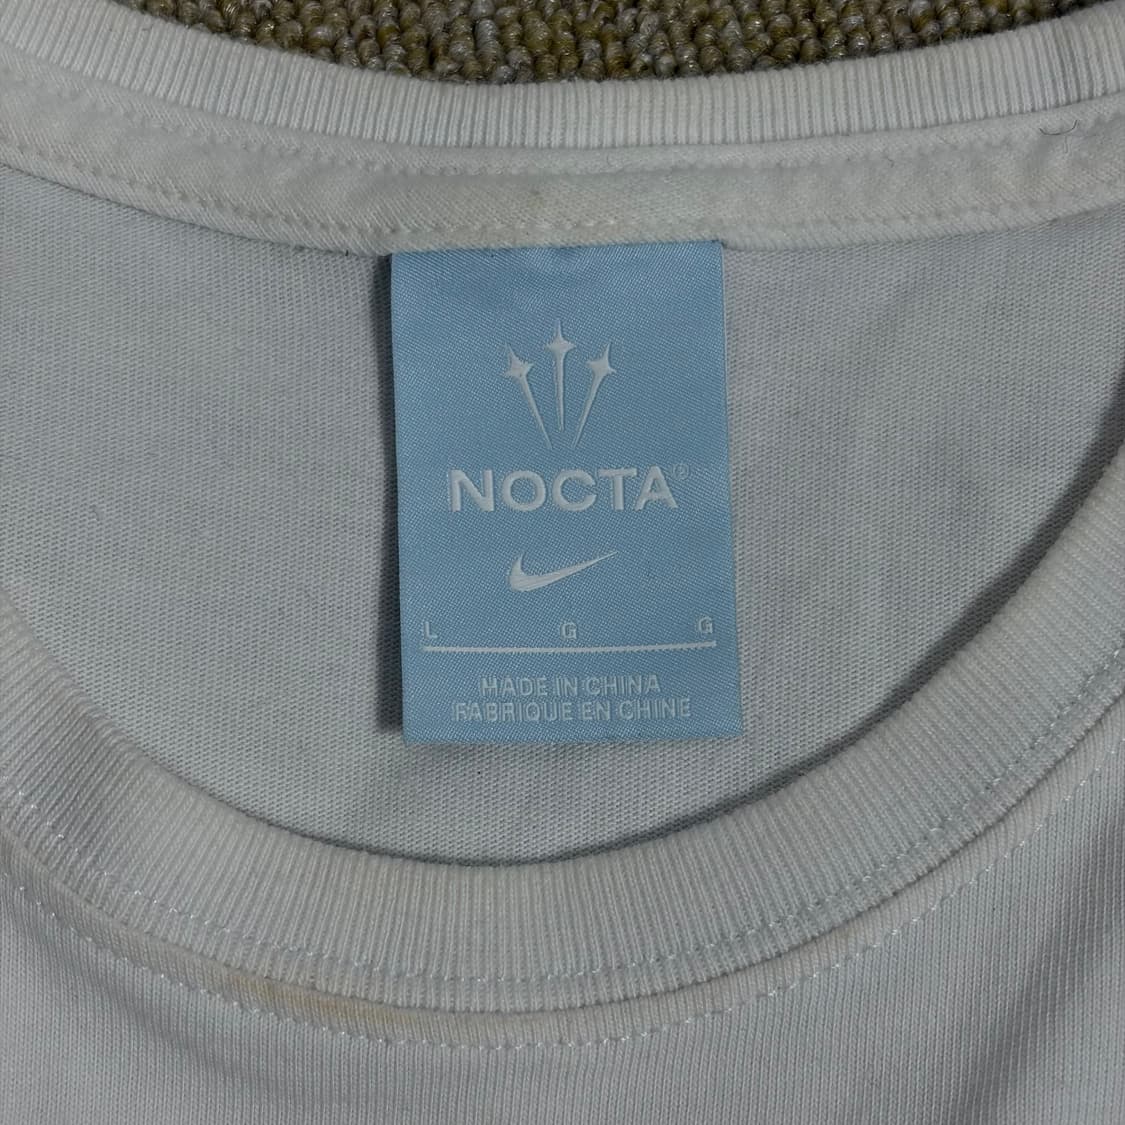 NOCTA®
L G G
MADE IN CHINA
FABRIQUE EN CHINE